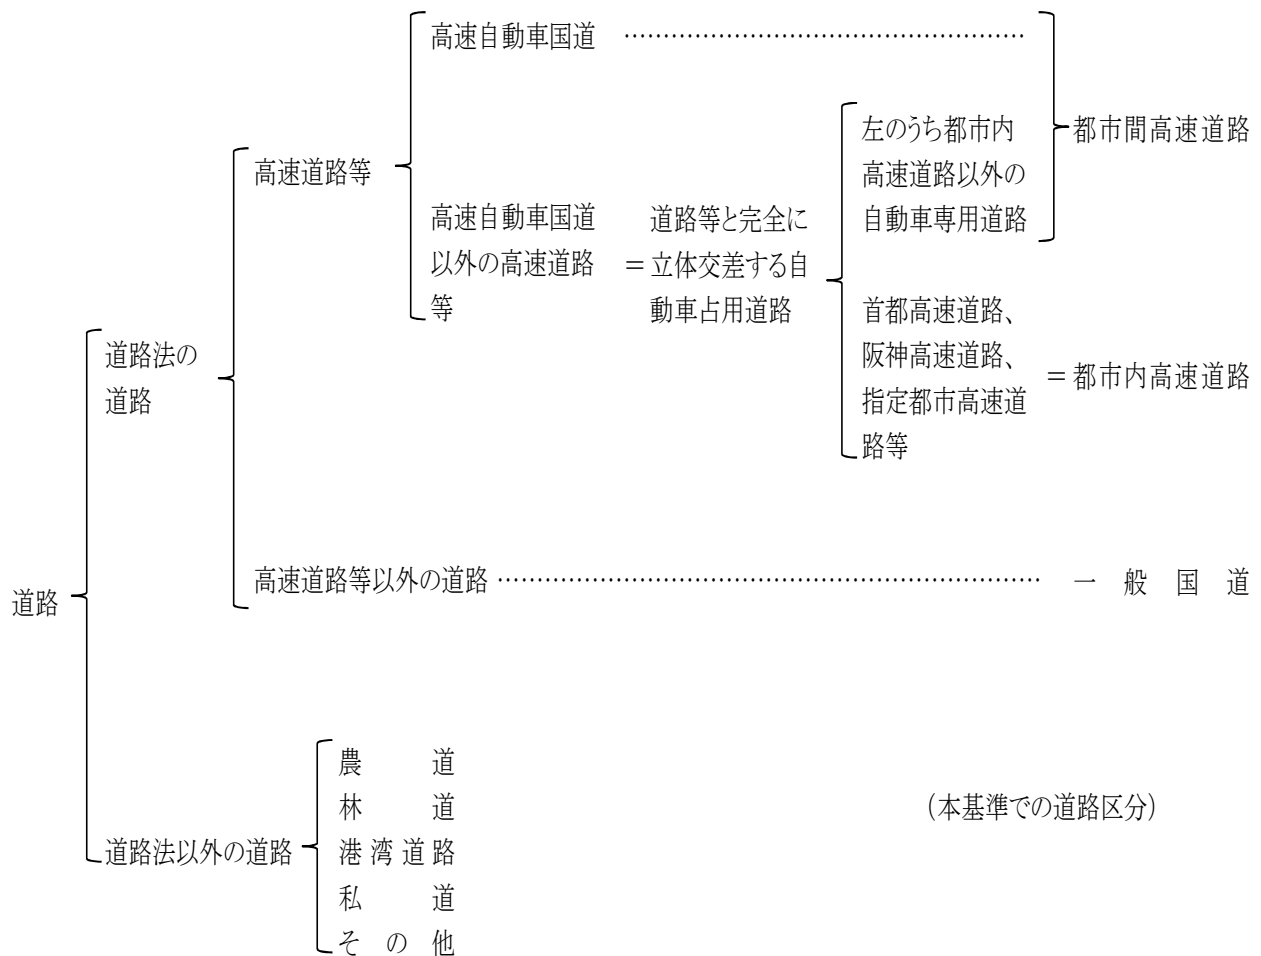 高速自動車国道 ……………………………………………
左のうち都市内
高速道路以外の
自動車専用道路
都市間高速道路
高速道路等
高速自動車国道
以外の高速道路
等
道路等と完全に
＝立体交差する自
動車占用道路
首都高速道路、
阪神高速道路、
指定都市高速道
路等
＝都市内高速道路
道路法の
道路
高速道路等以外の道路 ……………………………………………………………
一般国道
道路
農道
林道
道路法以外の道路
港湾道路
私道
その他
（本基準での道路区分）